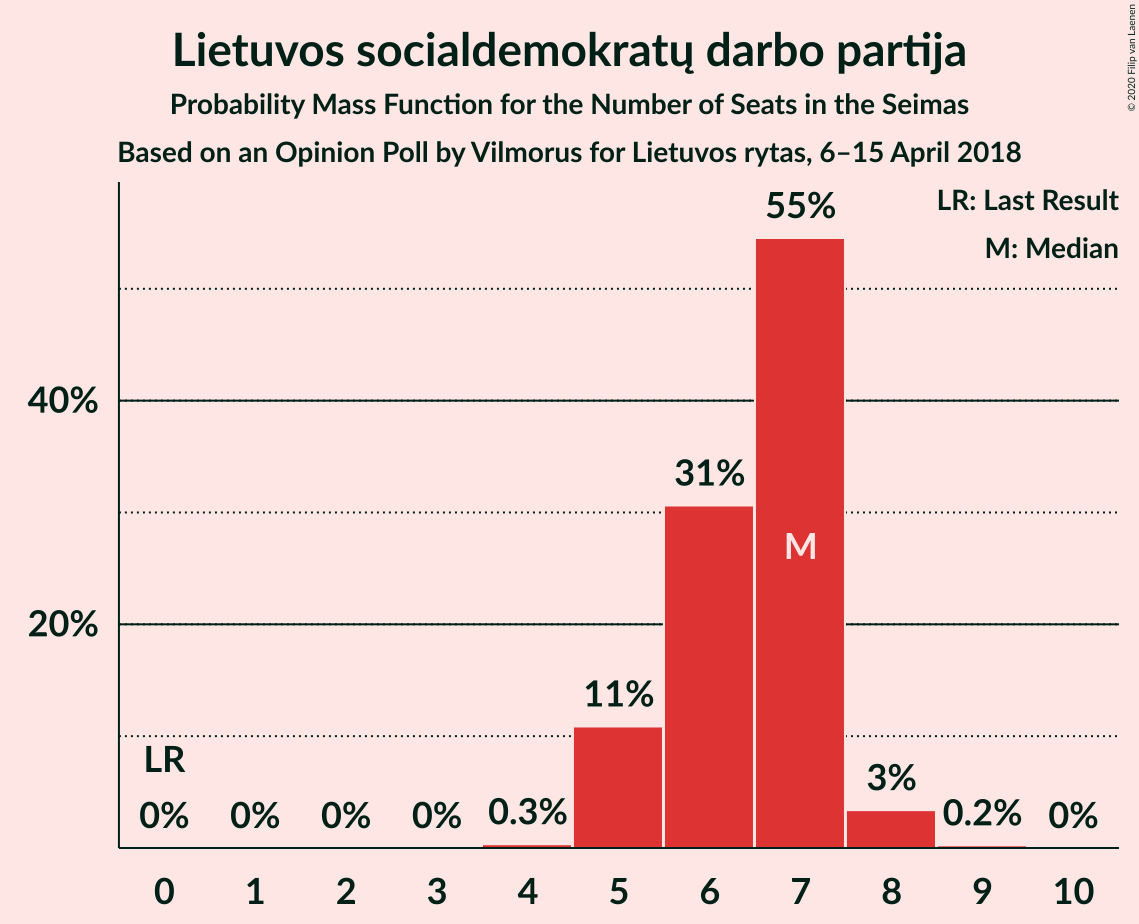 Lietuvos socialdemokratų darbo partija
Probability Mass Function for the Number of Seats in the Seimas
Based on an Opinion Poll by Vilmorus for Lietuvos rytas, 6–15 April 2018
© 2020 Filip van Laenen
LR: Last Result
M: Median
55%
40%
31%
M
20%
11%
LR
3%
0% 0% 0% 0% 0.3% 0.2% 0%
0 1 2 3 4 5 6 7 8 9 10